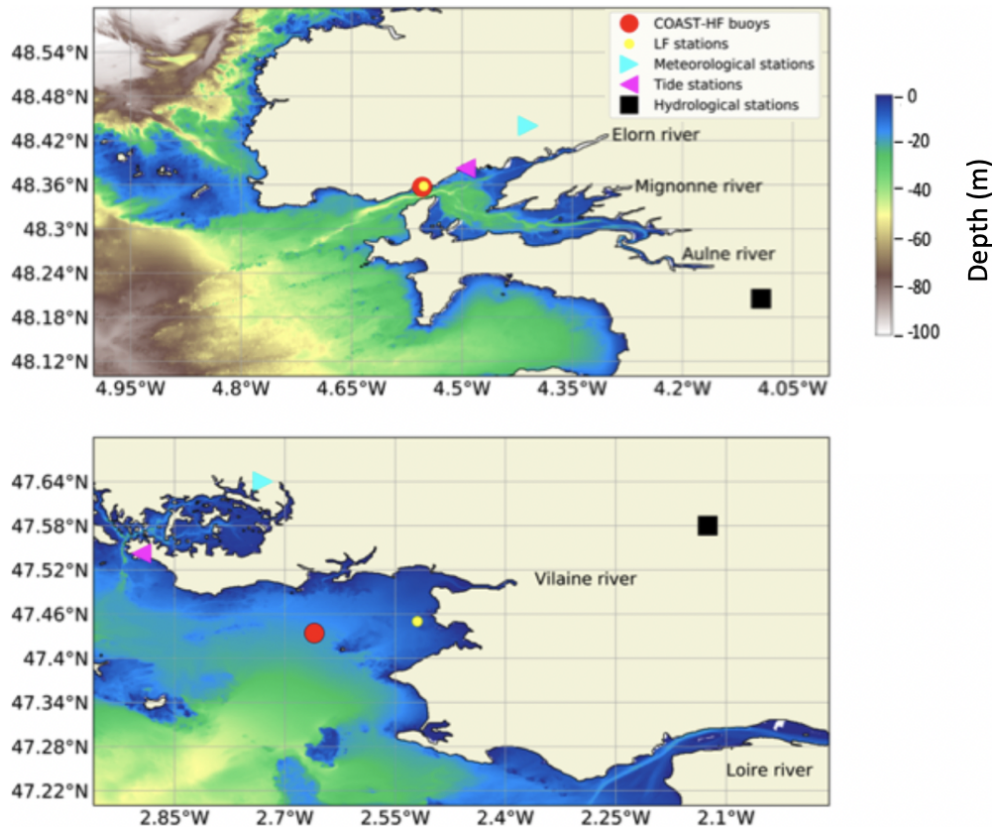 COAST-HF buoys
LF stations
Meteorological stations
Tide stations
Hydrological stations
48.54°N
48.48°N
48.42°N
48.36°N
48.3°N
48.24°N
48.18°N
48.12°N
Elorn river
Mignonne river
Aulne river
4.95°W 4.8°W 4.65°W 4.5°W 4.35°W 4.2°W 4.05°W
0
-20
-40
-60
-80
-100
Depth (m)
47.64°N
47.58°N
47.52°N
47.46°N
47.4°N
47.34°N
47.28°N
47.22°N
Vilaine river
Loire river
2.85°W 2.7°W 2.55°W 2.4°W 2.25°W 2.1°W